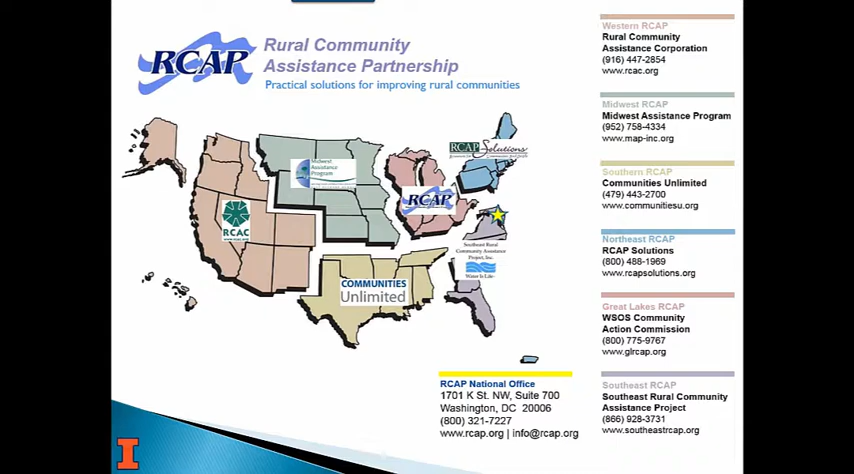 RCAP
Rural Community
Assistance Partnership
Practical solutions for improving rural communities
Midwest
Assistance
Program
RCAP Solutions
RCAP
RCAC
www.rcac.org
Southeast Rural
Community Assistance
Project, Inc.
Water Is Life
COMMUNITIES
Unlimited
RCAP National Office
1701 K St. NW, Suite 700
Washington, DC 20006
(800) 321-7227
www.rcap.org | info@rcap.org
Western RCAP
Rural Community
Assistance Corporation
(916) 447-2854
www.rcac.org
Midwest RCAP
Midwest Assistance Program
(952) 758-4334
www.map-inc.org
Southern RCAP
Communities Unlimited
(479) 443-2700
www.communitiesu.org
Northeast RCAP
RCAP Solutions
(800) 488-1969
www.rcapsolutions.org
Great Lakes RCAP
WSOS Community
Action Commission
(800) 775-9767
www.glrcap.org
Southeast RCAP
Southeast Rural Community
Assistance Project
(866) 928-3731
www.southeastrcap.org
I